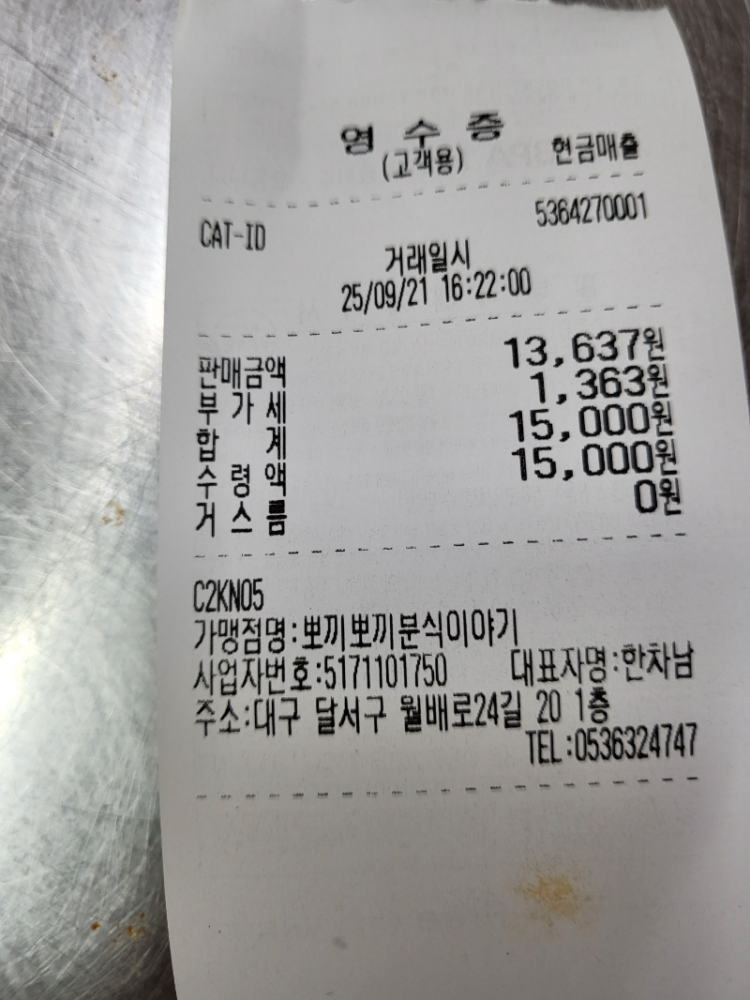 영 수 증
(고객용) 현금매출
CAT-ID 5364270001
거래일시
25/09/21 16:22:00
판매금액 13,637원
부 가 세 1,363원
합 계 15,000원
수 령 액 15,000원
거 스 름 0원
C2KN05
가맹점명:뽀끼뽀끼분식이야기
사업자번호:5171101750 대표자명:한차남
주소:대구 달서구 월배로24길 20 1층
TEL:0536324747